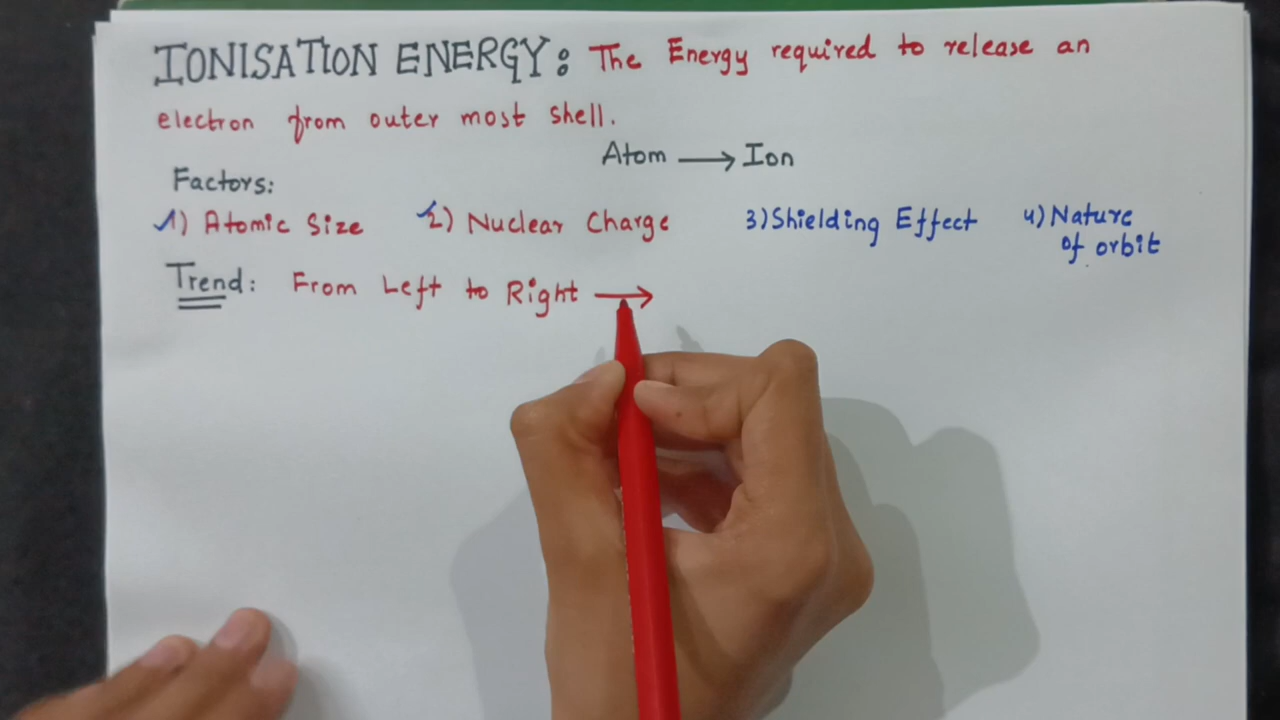 IONISATION ENERGY: The Energy required to release an
electron from outer most shell.
Atom → Ion
Factors:
1) Atomic Size 2) Nuclear Charge 3) Shielding Effect 4) Nature
of orbit
Trend: From Left to Right →